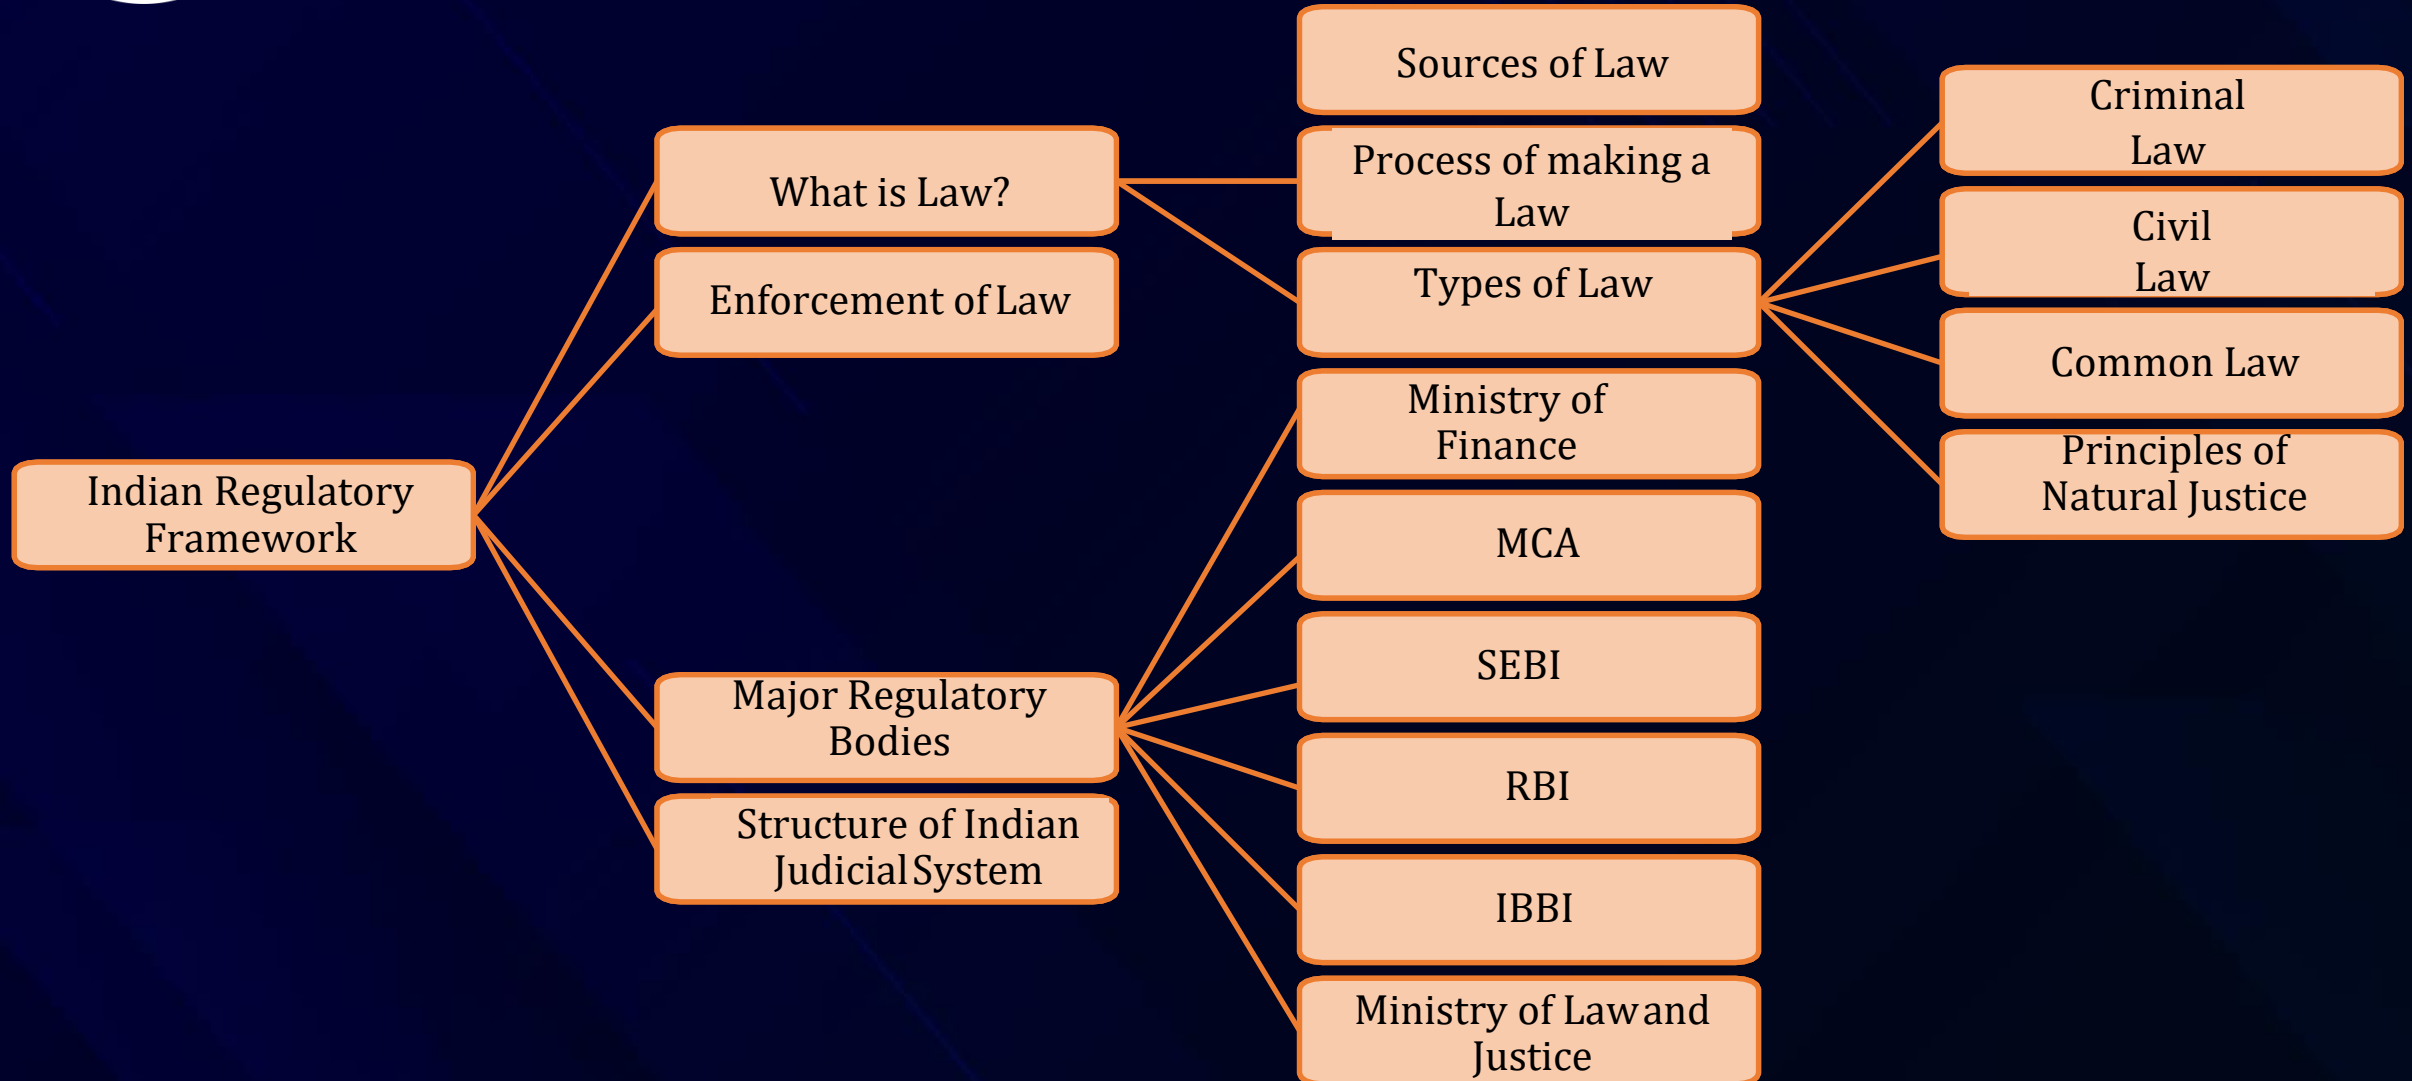 Indian Regulatory
Framework
What is Law?
Enforcement of Law
Major Regulatory
Bodies
Structure of Indian
Judicial System
Sources of Law
Process of making a
Law
Types of Law
Ministry of
Finance
MCA
SEBI
RBI
IBBI
Ministry of Law and
Justice
Criminal
Law
Civil
Law
Common Law
Principles of
Natural Justice